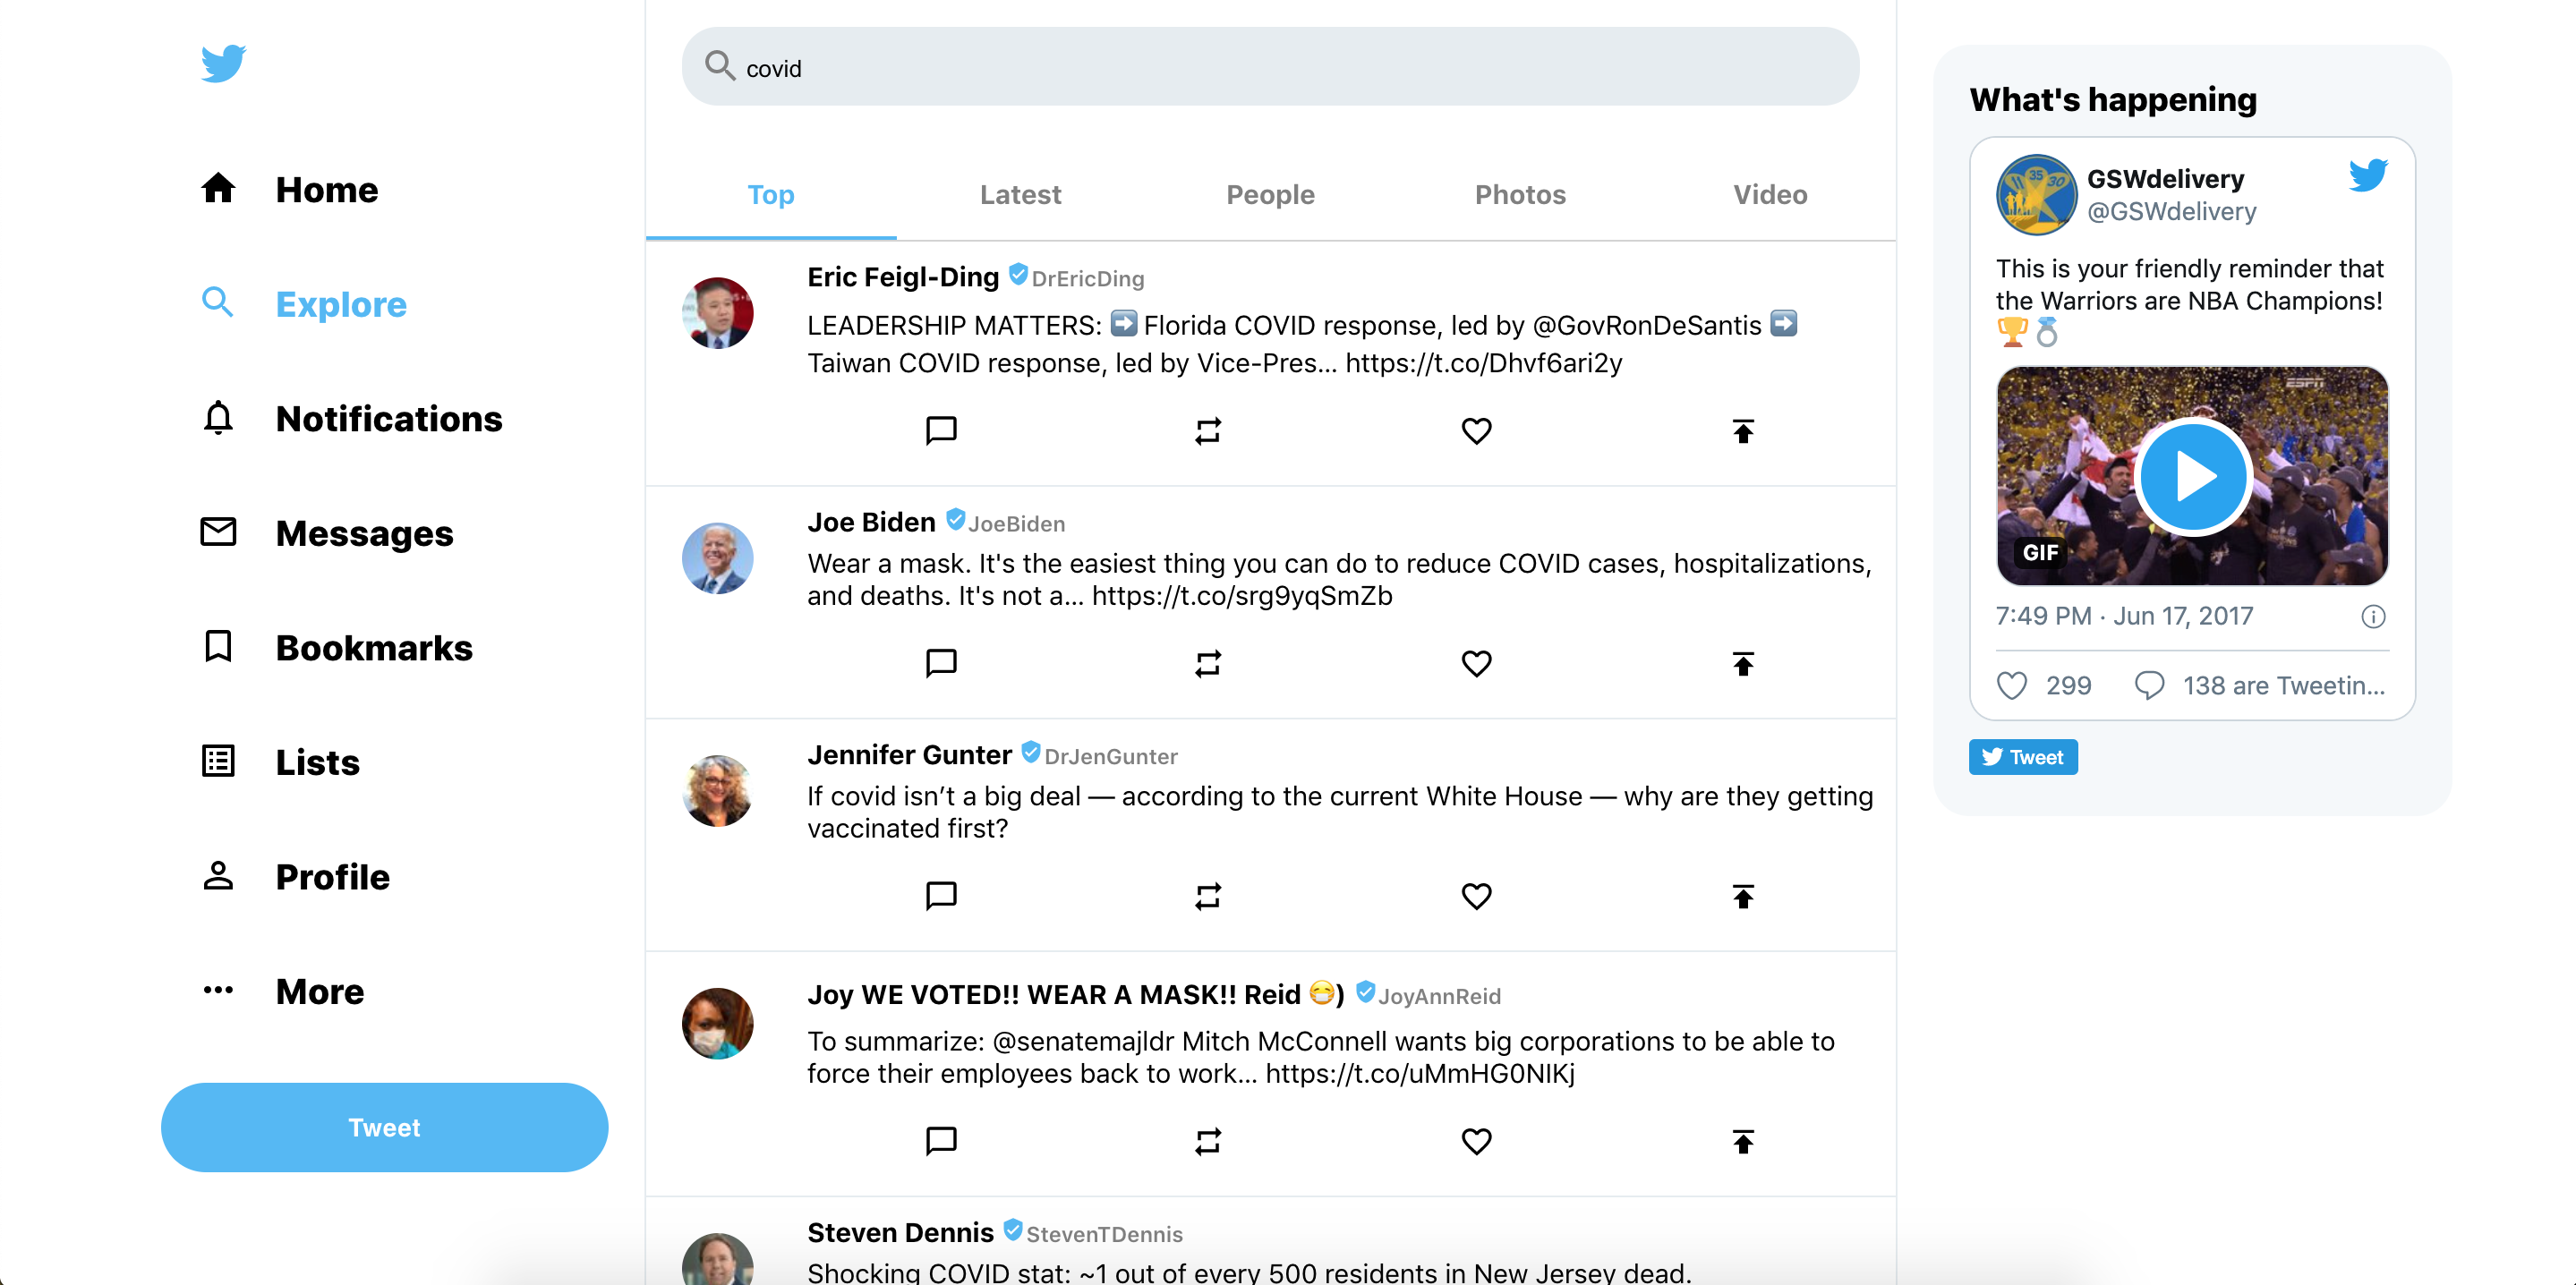 Home
Explore
Notifications
Messages
Bookmarks
Lists
Profile
More
Tweet
covid
Top Latest People Photos Video
Eric Feigl-Ding DrEricDing
LEADERSHIP MATTERS: ➡️ Florida COVID response, led by @GovRonDeSantis ➡️
Taiwan COVID response, led by Vice-Pres… https://t.co/Dhvf6ari2y
Joe Biden JoeBiden
Wear a mask. It's the easiest thing you can do to reduce COVID cases, hospitalizations,
and deaths. It's not a… https://t.co/srg9yqSmZb
Jennifer Gunter DrJenGunter
If covid isn’t a big deal — according to the current White House — why are they getting
vaccinated first?
Joy WE VOTED!! WEAR A MASK!! Reid 😷) JoyAnnReid
To summarize: @senatemajldr Mitch McConnell wants big corporations to be able to
force their employees back to work… https://t.co/uMmHG0NIKj
Steven Dennis StevenTDennis
Shocking COVID stat: ~1 out of every 500 residents in New Jersey dead.
What's happening
GSWdelivery
@GSWdelivery
This is your friendly reminder that
the Warriors are NBA Champions!
🏆💍
35 30
ESPN
GIF
7:49 PM · Jun 17, 2017
299 138 are Tweetin...
Tweet